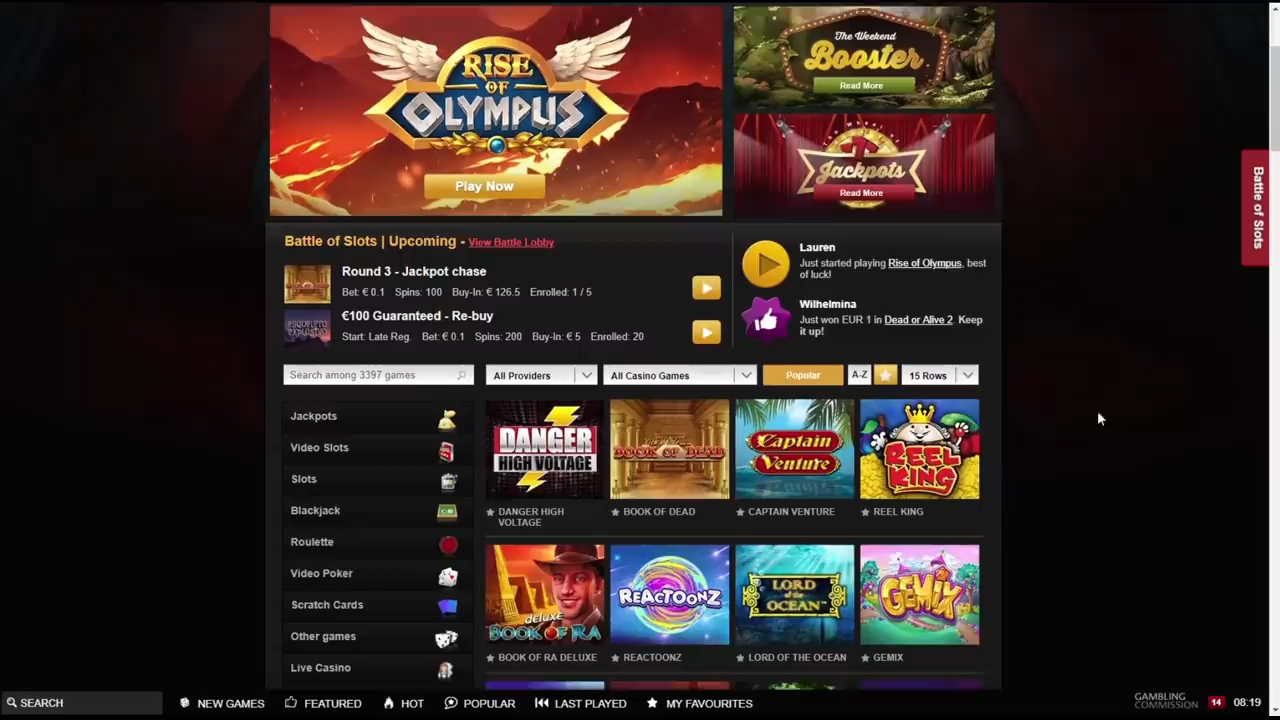 RISE
OF
OLYMPUS
Play Now
The Weekend
Booster
Read More
Jackpots
Read More
Battle of Slots
Battle of Slots | Upcoming - View Battle Lobby
Round 3 - Jackpot chase
Bet: € 0.1 Spins: 100 Buy-In: € 126.5 Enrolled: 1 / 5
€100 Guaranteed - Re-buy
Start: Late Reg. Bet: € 0.1 Spins: 200 Buy-In: € 5 Enrolled: 20
Lauren
Just started playing Rise of Olympus, best
of luck!
Wilhelmina
Just won EUR 1 in Dead or Alive 2. Keep
it up!
Search among 3397 games
All Providers
All Casino Games
Popular
A-Z
15 Rows
Jackpots
Video Slots
Slots
Blackjack
Roulette
Video Poker
Scratch Cards
Other games
Live Casino
DANGER
HIGH VOLTAGE
BOOK OF DEAD
Captain
Venture
REEL
KING
DANGER HIGH
VOLTAGE
BOOK OF DEAD
CAPTAIN VENTURE
REEL KING
deluxe
BOOK OF RA
REACTOONZ
LORD
of the
OCEAN™
GEMIX
BOOK OF RA DELUXE
REACTOONZ
LORD OF THE OCEAN
GEMIX
SEARCH
NEW GAMES
FEATURED
HOT
POPULAR
LAST PLAYED
MY FAVOURITES
GAMBLING
COMMISSION
14
08:19